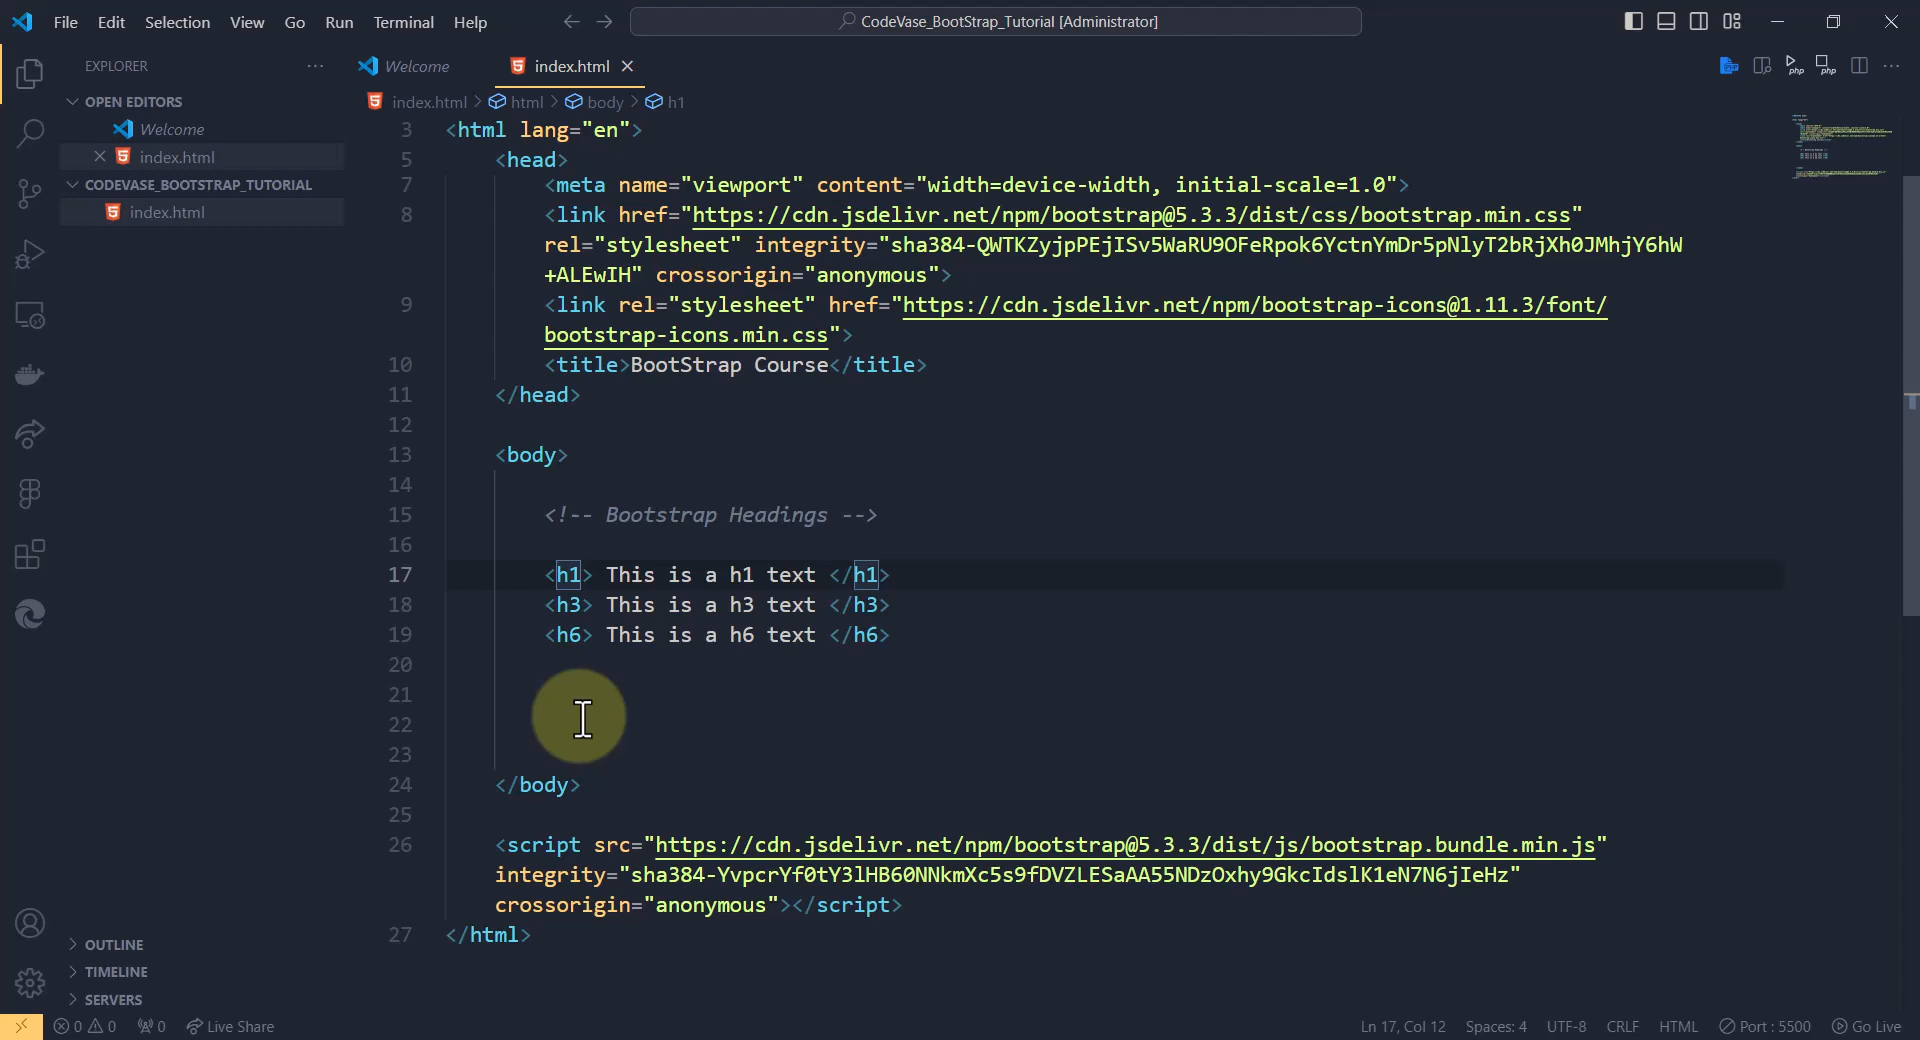 File Edit Selection View Go Run Terminal Help
CodeVase_BootStrap_Tutorial [Administrator]
EXPLORER
OPEN EDITORS
Welcome
index.html
CODEVASE_BOOTSTRAP_TUTORIAL
index.html
OUTLINE
TIMELINE
SERVERS
Welcome index.html
index.html > html > body > h1
3 <html lang="en">
5 <head>
7 <meta name="viewport" content="width=device-width, initial-scale=1.0">
8 <link href="https://cdn.jsdelivr.net/npm/bootstrap@5.3.3/dist/css/bootstrap.min.css"
rel="stylesheet" integrity="sha384-QWTKZyjpPEjISv5WaRU9OFeRpok6YctnYmDr5pNlyT2bRjXh0JMhjY6hW
+ALEwIH" crossorigin="anonymous">
9 <link rel="stylesheet" href="https://cdn.jsdelivr.net/npm/bootstrap-icons@1.11.3/font/
bootstrap-icons.min.css">
10 <title>BootStrap Course</title>
11 </head>
12
13 <body>
14
15 <!-- Bootstrap Headings -->
16
17 <h1> This is a h1 text </h1>
18 <h3> This is a h3 text </h3>
19 <h6> This is a h6 text </h6>
20
21
22
23
24 </body>
25
26 <script src="https://cdn.jsdelivr.net/npm/bootstrap@5.3.3/dist/js/bootstrap.bundle.min.js"
integrity="sha384-YvpcrYf0tY3lHB60NNkmXc5s9fDVZLESaAA55NDzOxhy9GkcIdslK1eN7N6jIeHz"
crossorigin="anonymous"></script>
27 </html>
php php php
0 0 0 Live Share
Ln 17, Col 12 Spaces: 4 UTF-8 CRLF HTML Port : 5500 Go Live